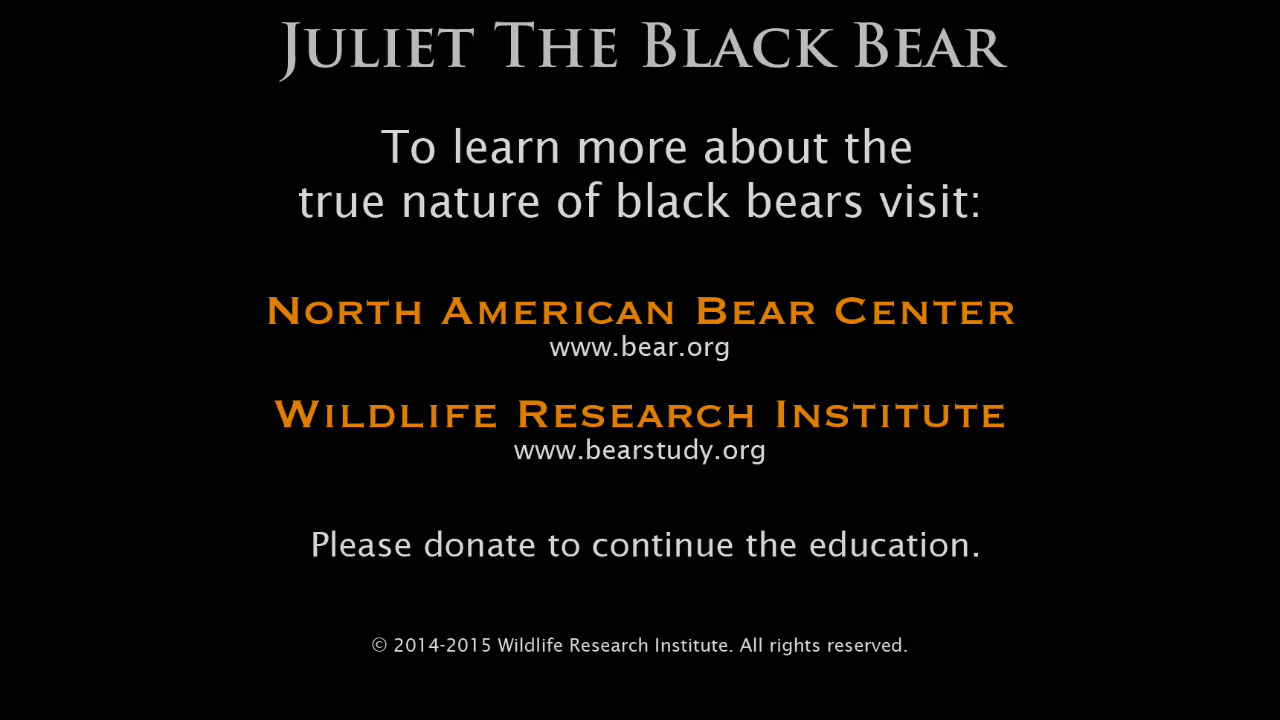 Juliet The Black Bear
To learn more about the
true nature of black bears visit:
North American Bear Center
www.bear.org
Wildlife Research Institute
www.bearstudy.org
Please donate to continue the education.
© 2014-2015 Wildlife Research Institute. All rights reserved.